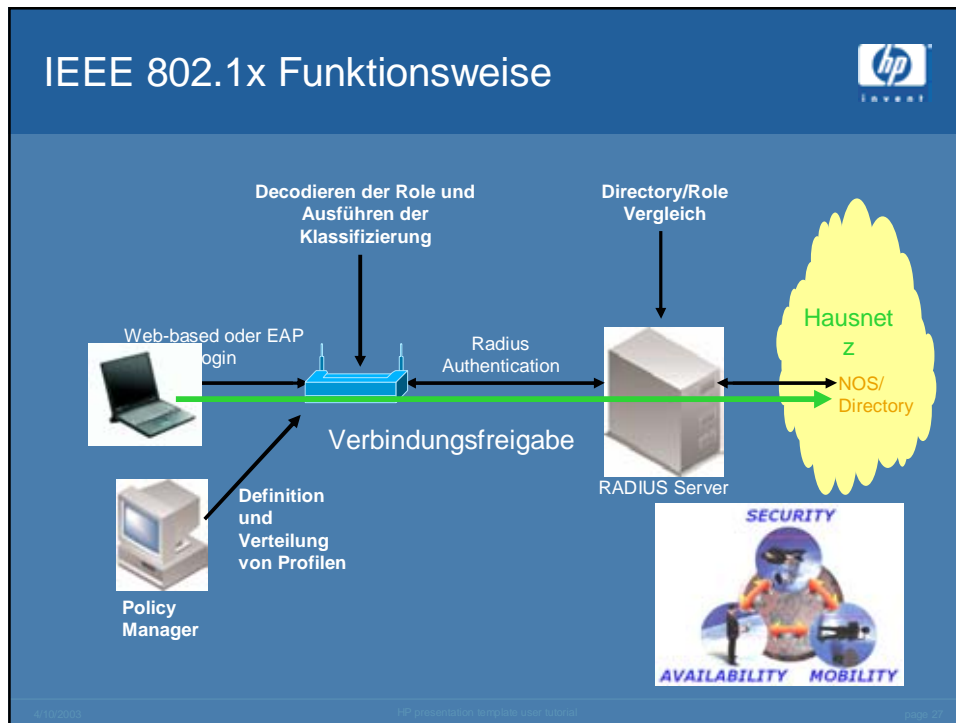 IEEE 802.1x Funktionsweise
hp
invent
Decodieren der Role und
Ausführen der
Klassifizierung
Directory/Role
Vergleich
Web-based oder EAP
ogin
Radius
Authentication
Hausnet
z
NOS/
Directory
Verbindungsfreigabe
RADIUS Server
Definition
und
Verteilung
von Profilen
Policy
Manager
SECURITY
AVAILABILITY MOBILITY
4/10/2003
HP presentation template user tutorial
page 27